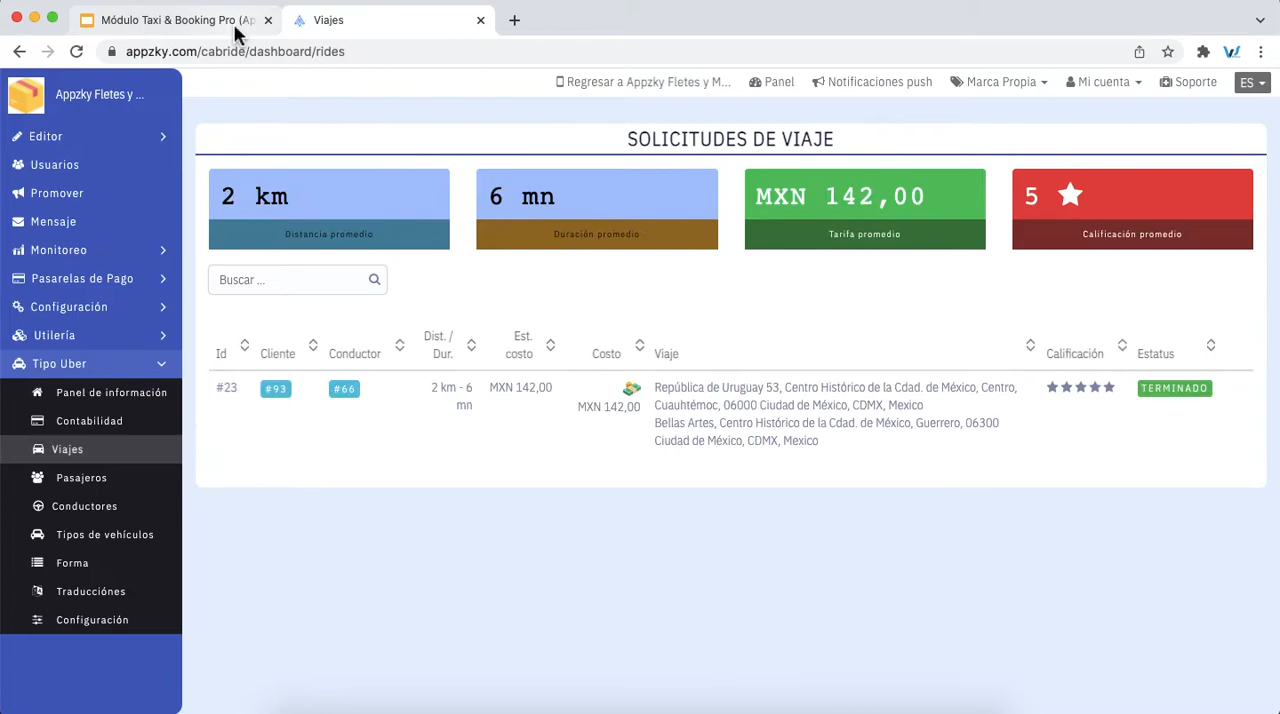 Módulo Taxi & Booking Pro (Ap
Viajes
appzky.com/cabride/dashboard/rides
Appzky Fletes y ...
Regresar a Appzky Fletes y M...
Panel
Notificaciones push
Marca Propia
Mi cuenta
Soporte
ES
Editor
Usuarios
Promover
Mensaje
Monitoreo
Pasarelas de Pago
Configuración
Utilería
Tipo Uber
Panel de información
Contabilidad
Viajes
Pasajeros
Conductores
Tipos de vehículos
Forma
Traducciónes
Configuración
SOLICITUDES DE VIAJE
2 km
Distancia promedio
6 mn
Duración promedio
MXN 142,00
Tarifa promedio
5
Calificación promedio
Buscar ...
Id
Cliente
Conductor
Dist. /
Dur.
Est.
costo
Costo
Viaje
Calificación
Estatus
#23
#93
#66
2 km - 6
mn
MXN 142,00
MXN 142,00
República de Uruguay 53, Centro Histórico de la Cdad. de México, Centro,
Cuauhtémoc, 06000 Ciudad de México, CDMX, Mexico
Bellas Artes, Centro Histórico de la Cdad. de México, Guerrero, 06300
Ciudad de México, CDMX, Mexico
TERMINADO